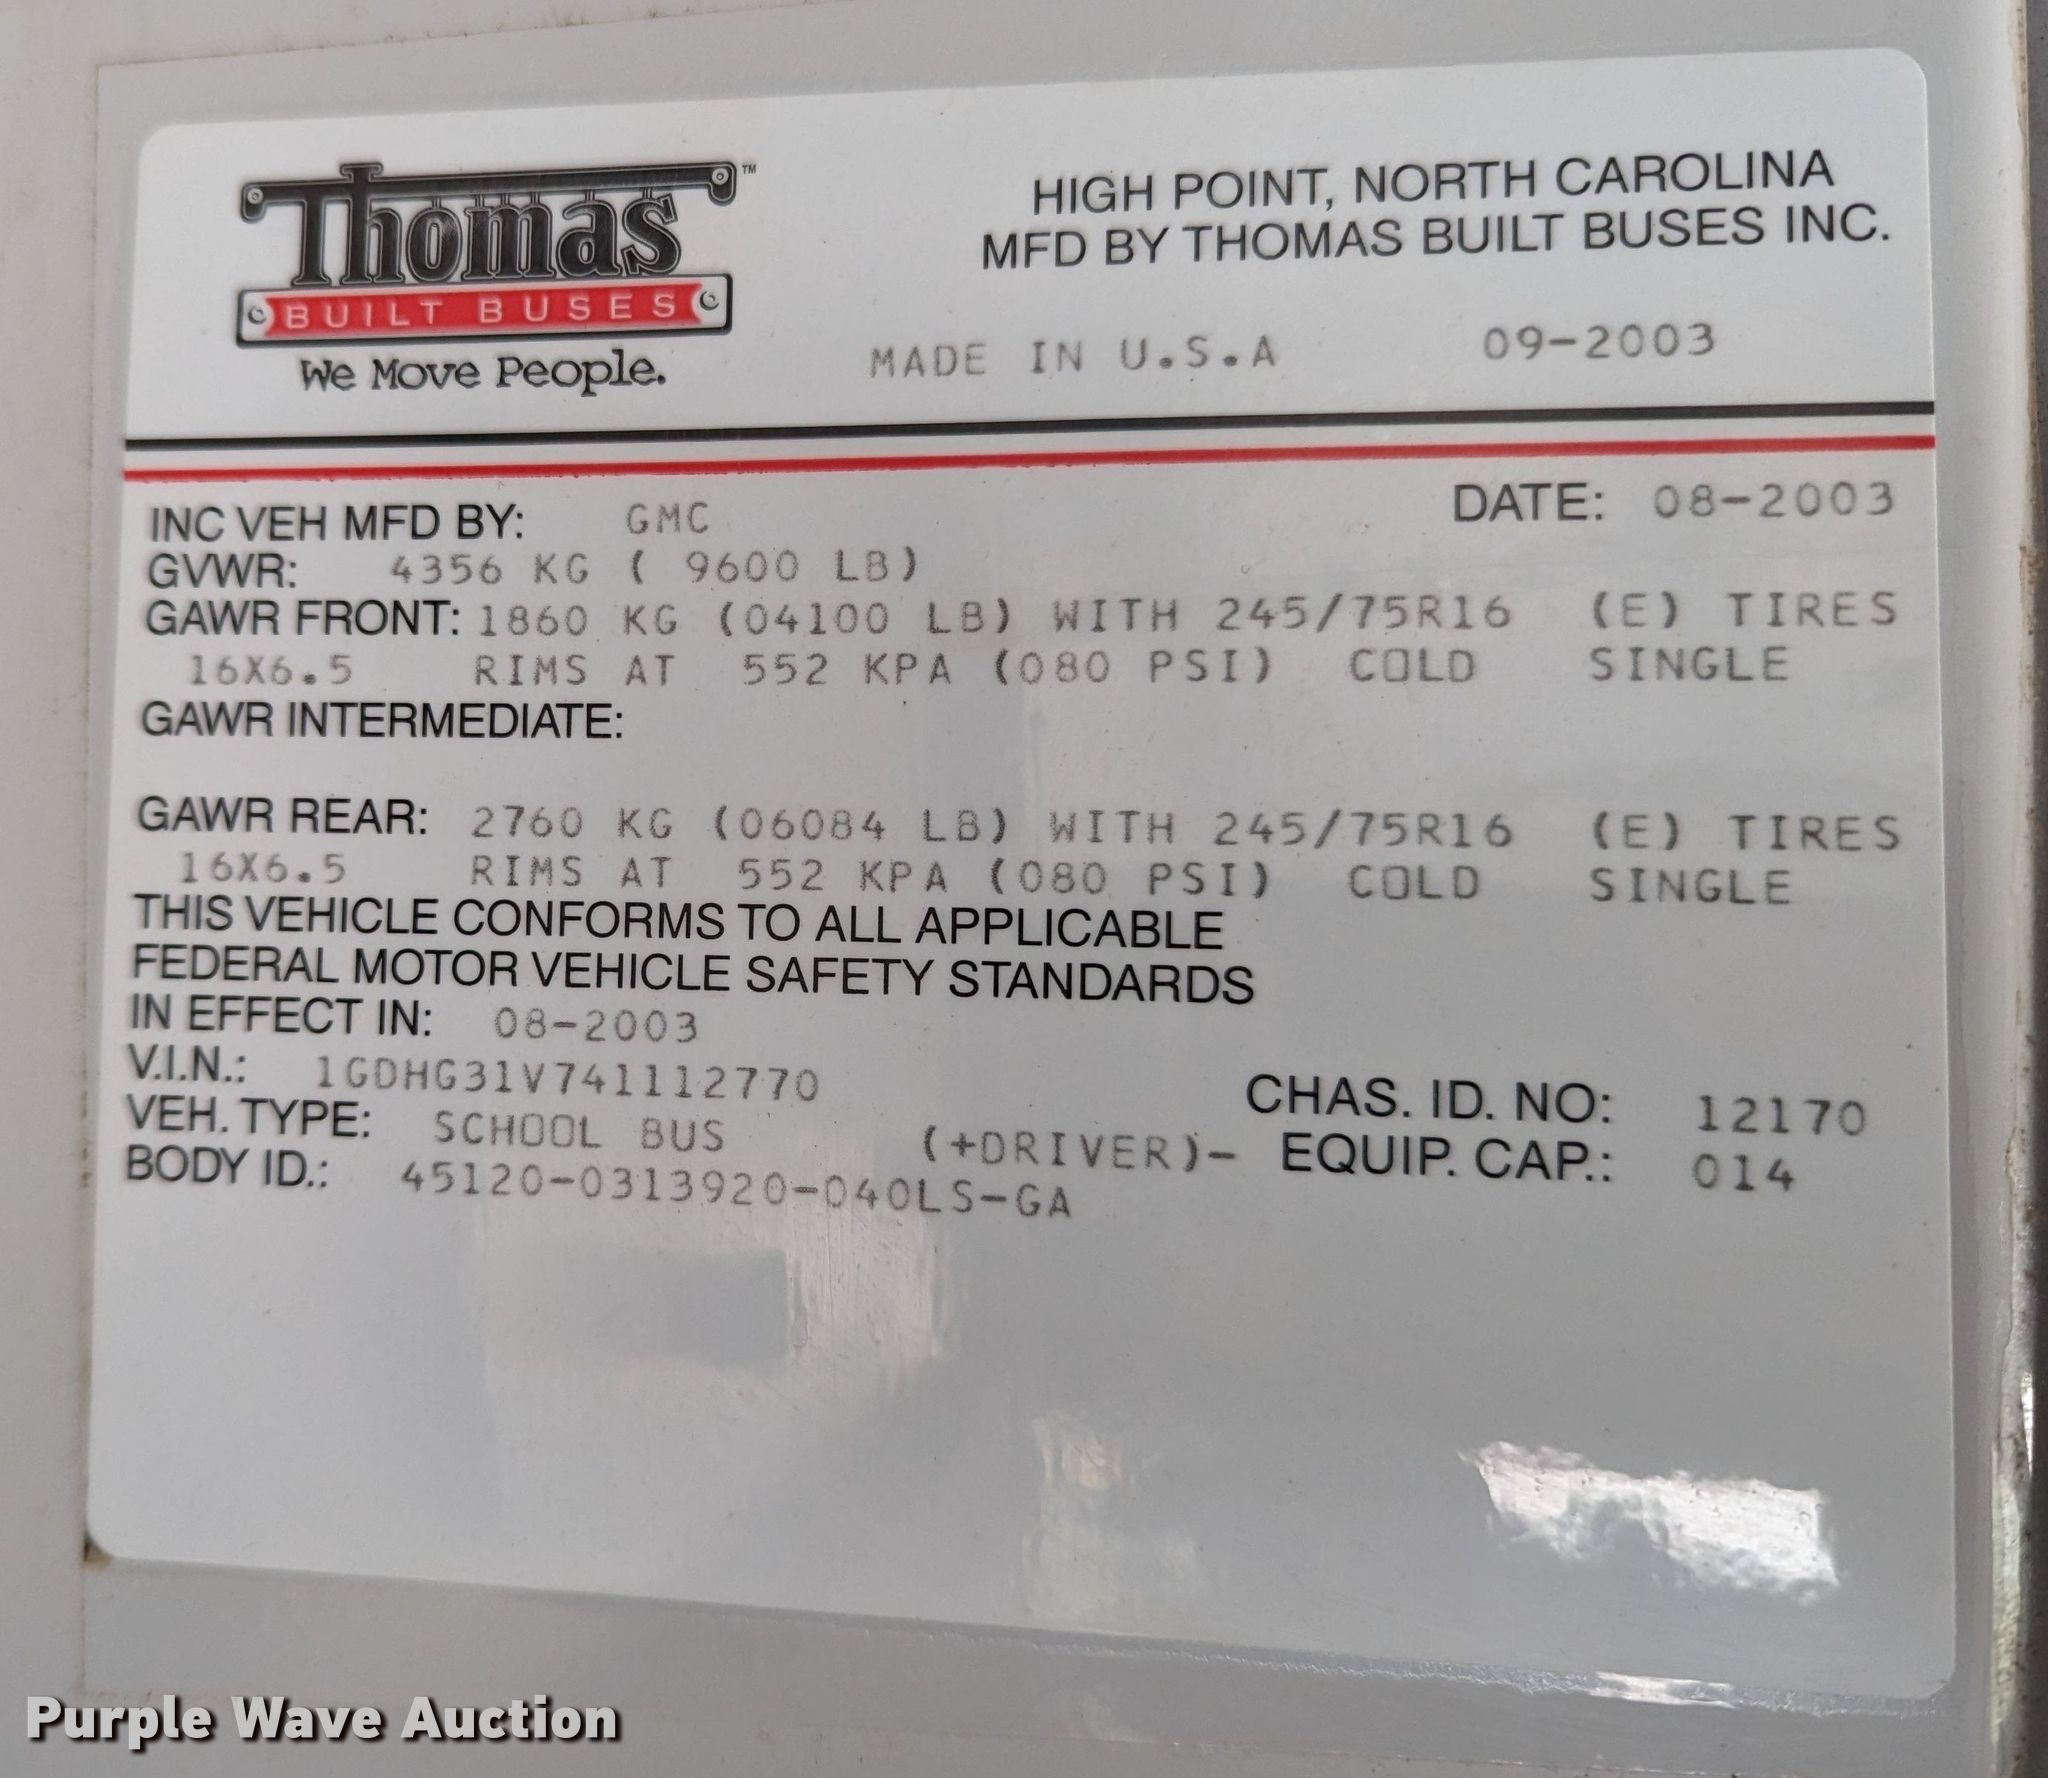 Thomas™
BUILT BUSES
We Move People.
HIGH POINT, NORTH CAROLINA
MFD BY THOMAS BUILT BUSES INC.
MADE IN U.S.A 09-2003
INC VEH MFD BY: GMC DATE: 08-2003
GVWR: 4356 KG ( 9600 LB)
GAWR FRONT: 1860 KG (04100 LB) WITH 245/75R16 (E) TIRES
16X6.5 RIMS AT 552 KPA (080 PSI) COLD SINGLE
GAWR INTERMEDIATE:
GAWR REAR: 2760 KG (06084 LB) WITH 245/75R16 (E) TIRES
16X6.5 RIMS AT 552 KPA (080 PSI) COLD SINGLE
THIS VEHICLE CONFORMS TO ALL APPLICABLE
FEDERAL MOTOR VEHICLE SAFETY STANDARDS
IN EFFECT IN: 08-2003
V.I.N.: 1GDHG31V741112770 CHAS. ID. NO: 12170
VEH. TYPE: SCHOOL BUS (+DRIVER)- EQUIP. CAP.: 014
BODY ID.: 45120-0313920-040LS-GA
Purple Wave Auction